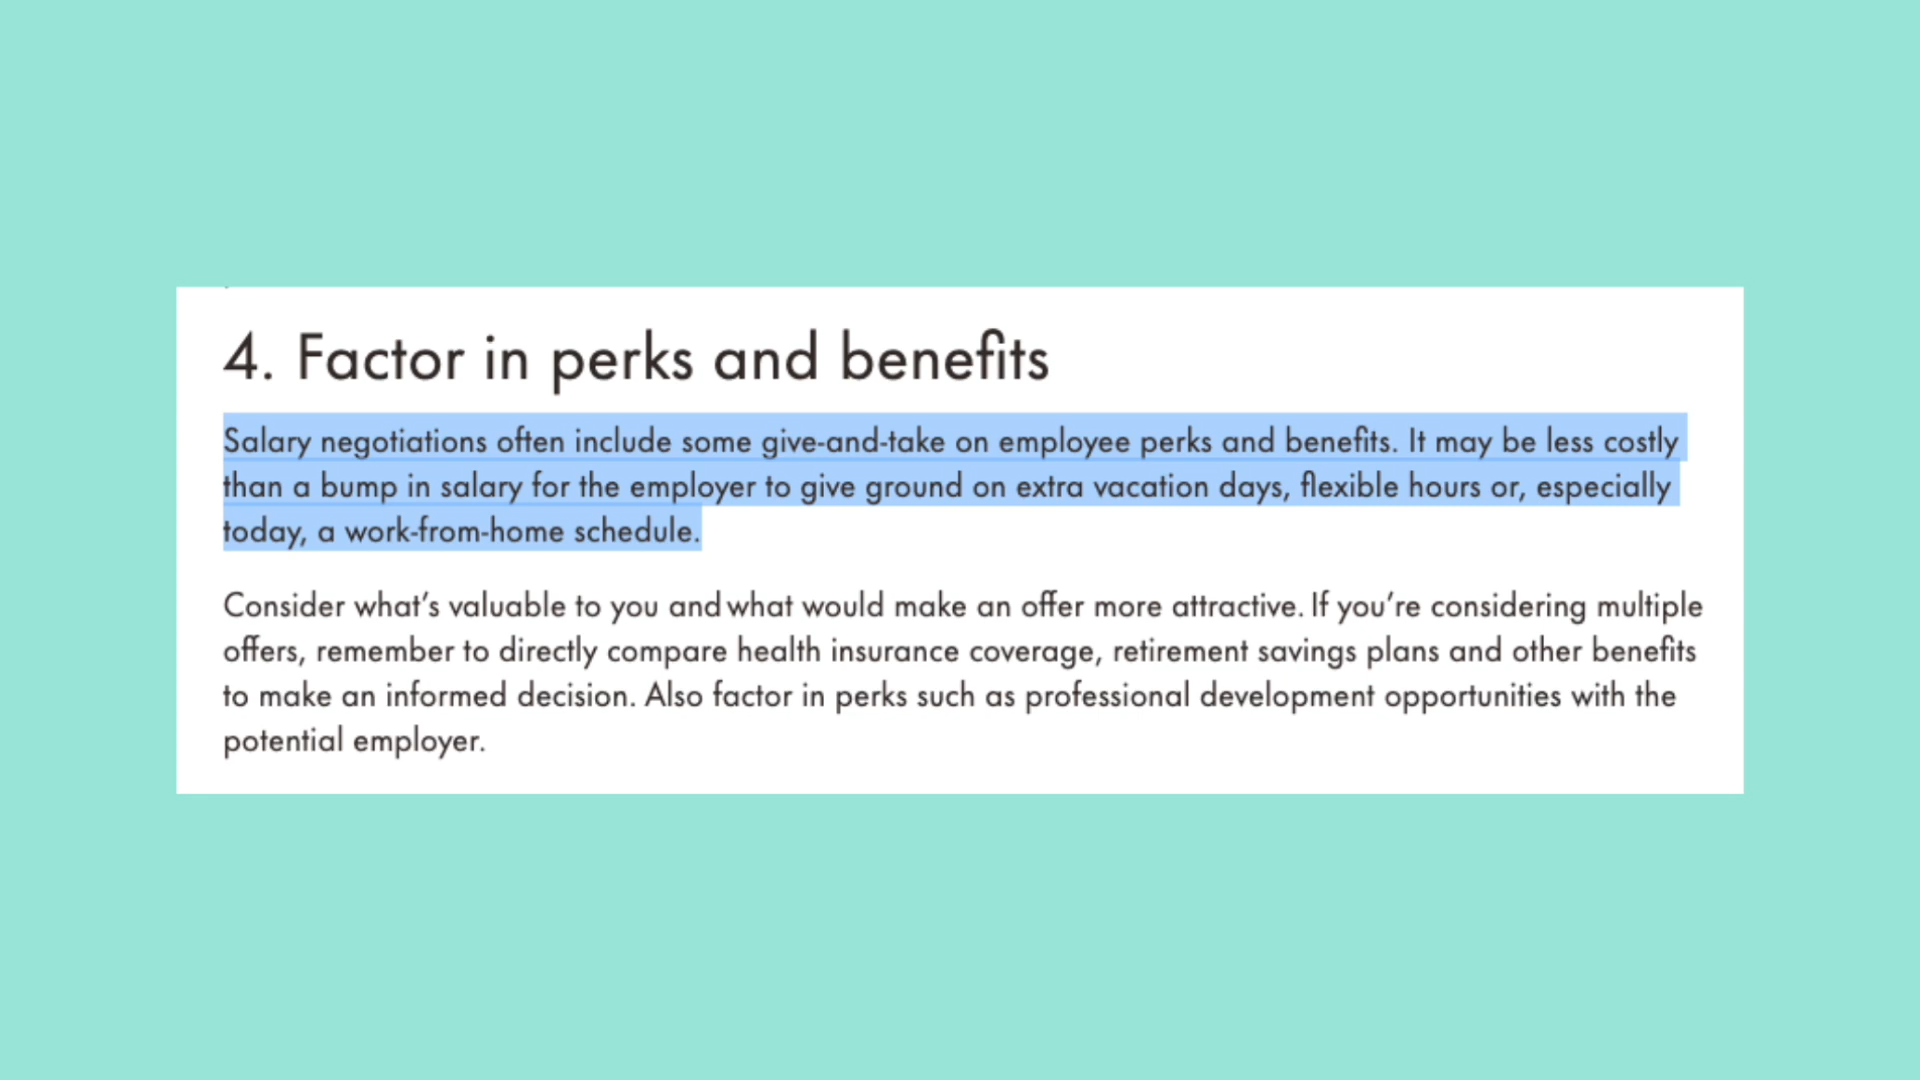 4. Factor in perks and benefits
Salary negotiations often include some give-and-take on employee perks and benefits. It may be less costly
than a bump in salary for the employer to give ground on extra vacation days, flexible hours or, especially
today, a work-from-home schedule.
Consider what’s valuable to you and what would make an offer more attractive. If you’re considering multiple
offers, remember to directly compare health insurance coverage, retirement savings plans and other benefits
to make an informed decision. Also factor in perks such as professional development opportunities with the
potential employer.